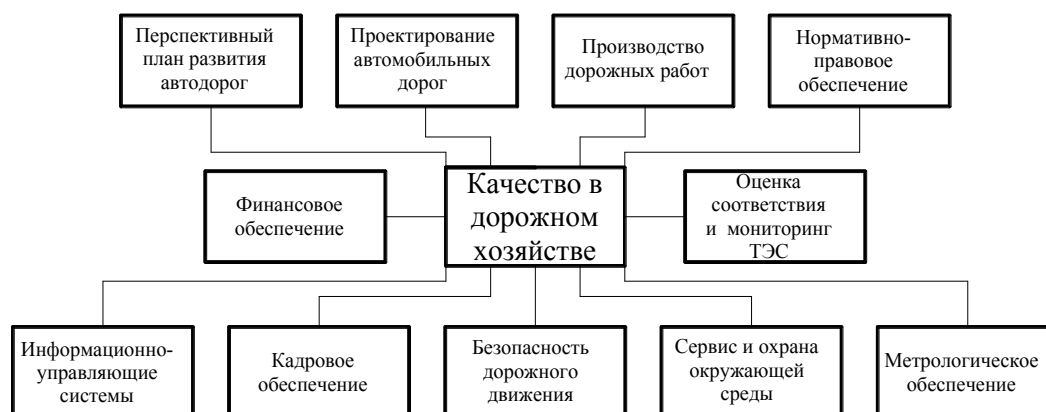 Перспективный
план развития
автодорог
Проектирование
автомобильных
дорог
Производство
дорожных работ
Нормативно-
правовое
обеспечение
Финансовое
обеспечение
Качество в
дорожном
хозяйстве
Оценка
соответствия
и мониторинг
ТЭС
Информационно-
управляющие
системы
Кадровое
обеспечение
Безопасность
дорожного
движения
Сервис и охрана
окружающей
среды
Метрологическое
обеспечение